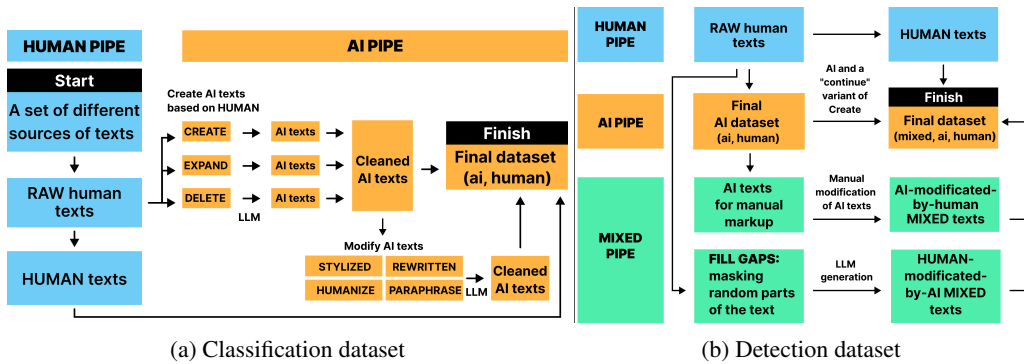 HUMAN PIPE
AI PIPE
Start
A set of different
sources of texts
RAW human
texts
HUMAN texts
Create AI texts
based on HUMAN
CREATE
AI texts
EXPAND
AI texts
DELETE
AI texts
LLM
Cleaned
AI texts
Finish
Final dataset
(ai, human)
Modify AI texts
STYLIZED
REWRITTEN
HUMANIZE
PARAPHRASE
LLM
Cleaned
AI texts
(a) Classification dataset
HUMAN
PIPE
RAW human
texts
HUMAN texts
AI PIPE
Final
AI dataset
(ai, human)
AI and a
"continue"
variant of
Create
Finish
Final dataset
(mixed, ai, human)
MIXED
PIPE
AI texts
for manual
markup
Manual
modification
of AI texts
AI-modificated-
by-human
MIXED texts
FILL GAPS:
masking
random parts
of the text
LLM
generation
HUMAN-
modificated-
by-AI MIXED
texts
(b) Detection dataset